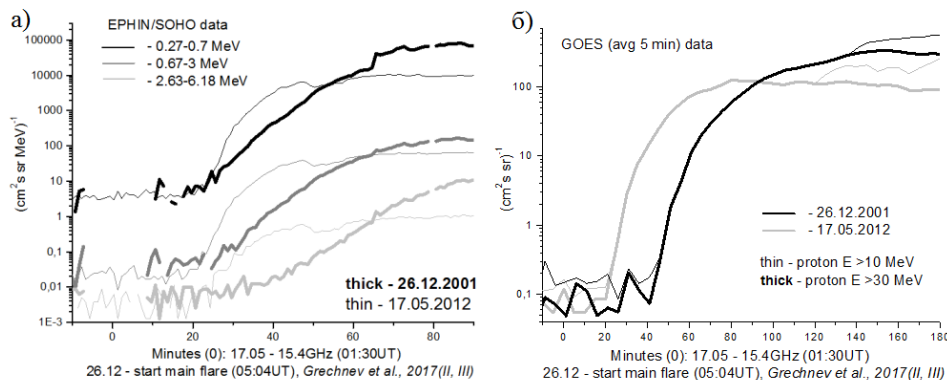 а)
EPHIN/SOHO data
- 0.27-0.7 MeV
- 0.67-3 MeV
- 2.63-6.18 MeV
(cm²s sr MeV)⁻¹
100000
10000
1000
100
10
1
0,1
0,01
1E-3
thick - 26.12.2001
thin - 17.05.2012
0 20 40 60 80
Minutes (0): 17.05 - 15.4GHz (01:30UT)
26.12 - start main flare (05:04UT), Grechnev et al., 2017(II, III)
б)
GOES (avg 5 min) data
(cm²s sr)⁻¹
100
10
1
0,1
- 26.12.2001
- 17.05.2012
thin - proton E >10 MeV
thick - proton E >30 MeV
0 20 40 60 80 100 120 140 160 180
Minutes (0): 17.05 - 15.4GHz (01:30UT)
26.12 - start main flare (05:04UT), Grechnev et al., 2017(II, III)